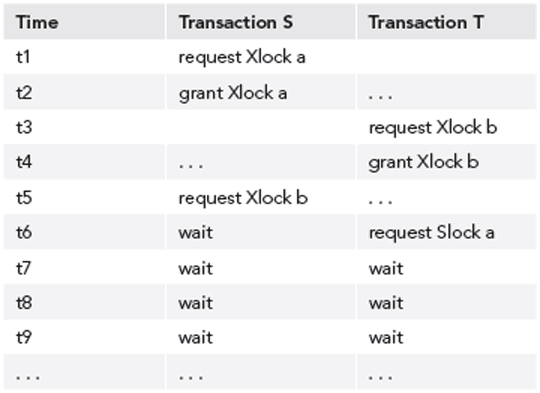 Time Transaction S Transaction T
t1 request Xlock a
t2 grant Xlock a . . .
t3 request Xlock b
t4 . . . grant Xlock b
t5 request Xlock b . . .
t6 wait request Slock a
t7 wait wait
t8 wait wait
t9 wait wait
. . . . . . . . .